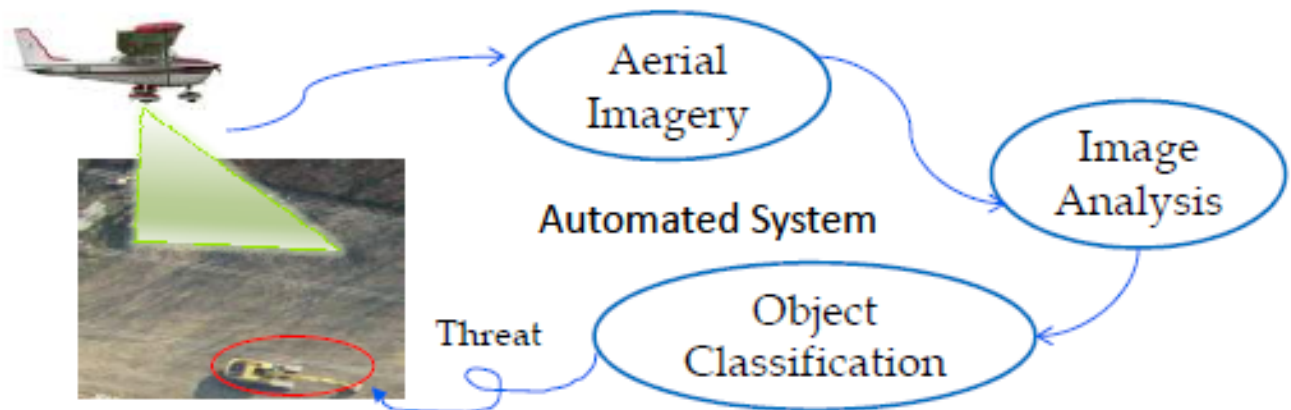 Aerial
Imagery
Image
Analysis
Automated System
Object
Classification
Threat